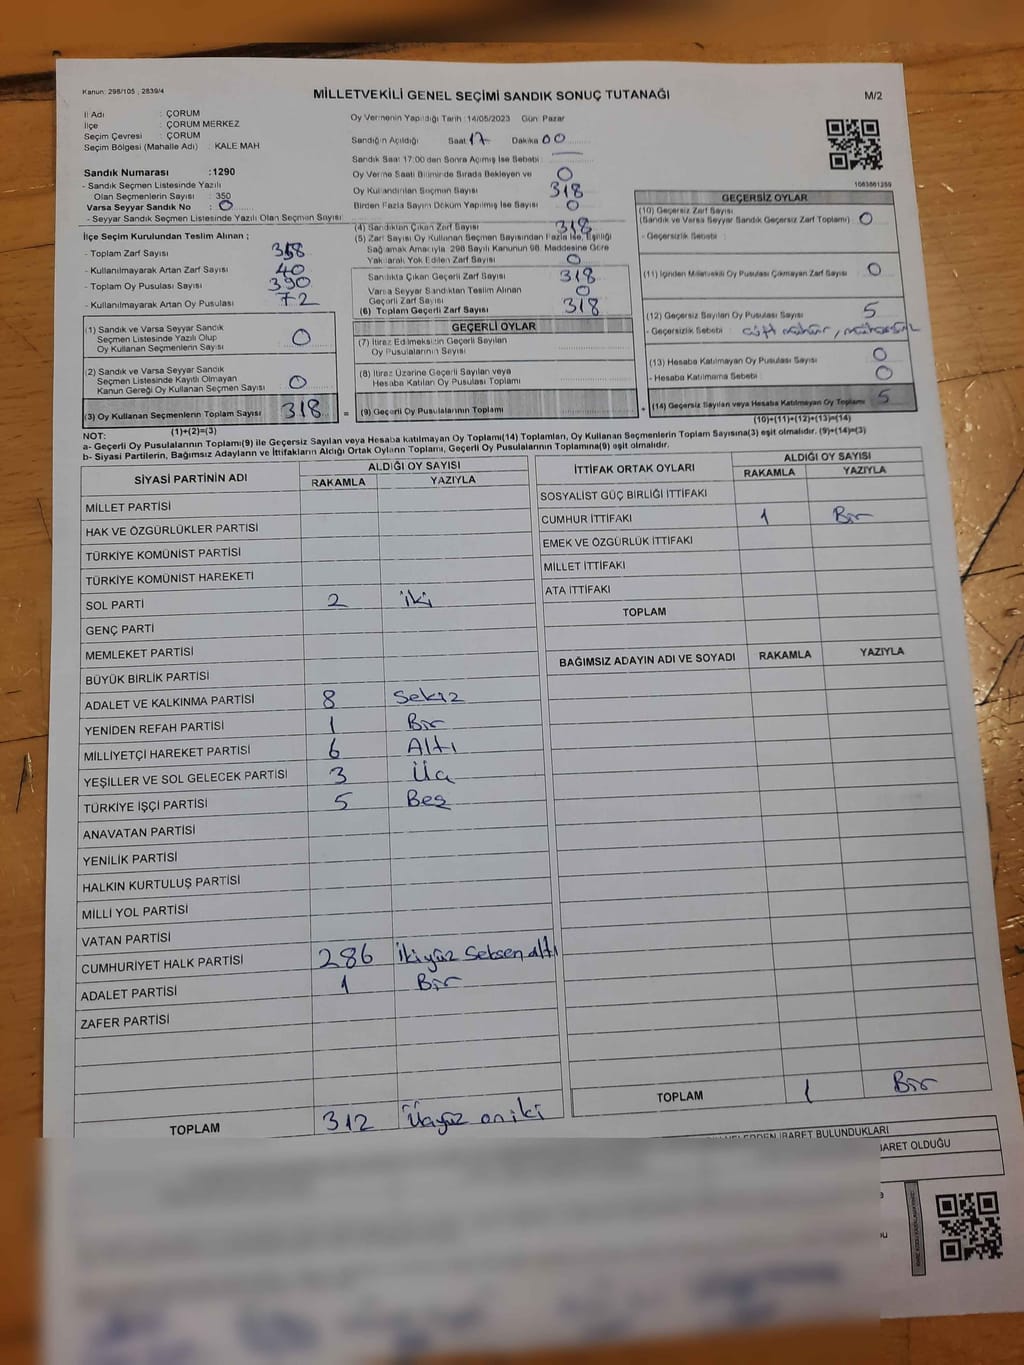 Kanun: 298/105 , 2839/4
MİLLETVEKİLİ GENEL SEÇİMİ SANDIK SONUÇ TUTANAĞI
M/2
İl Adı : ÇORUM
İlçe : ÇORUM MERKEZ
Seçim Çevresi : ÇORUM
Seçim Bölgesi (Mahalle Adı) : KALE MAH
Sandık Numarası :1290
- Sandık Seçmen Listesinde Yazılı
Olan Seçmenlerin Sayısı : 350
Varsa Seyyar Sandık No : 0
- Seyyar Sandık Seçmen Listesinde Yazılı Olan Seçmen Sayısı:
İlçe Seçim Kurulundan Teslim Alınan ;
- Toplam Zarf Sayısı 358
- Kullanılmayarak Artan Zarf Sayısı 40
- Toplam Oy Pusulası Sayısı 390
- Kullanılmayarak Artan Oy Pusulası 72
(1) Sandık ve Varsa Seyyar Sandık
Seçmen Listesinde Yazılı Olup
Oy Kullanan Seçmenlerin Sayısı 0
(2) Sandık ve Varsa Seyyar Sandık
Seçmen Listesinde Kayıtlı Olmayan
Kanun Gereği Oy Kullanan Seçmen Sayısı 0
(3) Oy Kullanan Seçmenlerin Toplam Sayısı 318
(1)+(2)=(3)
Oy Vermenin Yapıldığı Tarih : 14/05/2023 Gün: Pazar
Sandığın Açıldığı Saat 17 Dakika 00
Sandık Saat 17:00 den Sonra Açılmış İse Sebebi :
Oy Verme Saati Bitiminde Sırada Bekleyen ve
Oy Kullandırılan Seçmen Sayısı 0 318
Birden Fazla Sayım Döküm Yapılmış İse Sayısı 0
(4) Sandıktan Çıkan Zarf Sayısı 318
(5) Zarf Sayısı Oy Kullanan Seçmen Sayısından Fazla İse, Eşitliği
Sağlamak Amacıyla 298 Sayılı Kanunun 98. Maddesine Göre
Yakılarak Yok Edilen Zarf Sayısı 0
Sandıkta Çıkan Geçerli Zarf Sayısı 318
Varsa Seyyar Sandıktan Teslim Alınan
Geçerli Zarf Sayısı 0
(6) Toplam Geçerli Zarf Sayısı 318
GEÇERLİ OYLAR
(7) İtiraz Edilmeksizin Geçerli Sayılan
Oy Pusulalarının Sayısı
(8) İtiraz Üzerine Geçerli Sayılan veya
Hesaba Katılan Oy Pusulası Toplamı
= (9) Geçerli Oy Pusulalarının Toplamı
1063561259
GEÇERSİZ OYLAR
(10) Geçersiz Zarf Sayısı
(Sandık ve Varsa Seyyar Sandık Geçersiz Zarf Toplamı) 0
- Geçersizlik Sebebi :
(11) İçinden Milletvekili Oy Pusulası Çıkmayan Zarf Sayısı 0
(12) Geçersiz Sayılan Oy Pusulası Sayısı 5
- Geçersizlik Sebebi : çift mühür, mühürsüz
(13) Hesaba Katılmayan Oy Pusulası Sayısı 0
- Hesaba Katılmama Sebebi : 0
+ (14) Geçersiz Sayılan veya Hesaba Katılmayan Oy Toplamı 5
(10)+(11)+(12)+(13)=(14)
NOT:
a- Geçerli Oy Pusulalarının Toplamı(9) ile Geçersiz Sayılan veya Hesaba katılmayan Oy Toplamı(14) Toplamları, Oy Kullanan Seçmenlerin Toplam Sayısına(3) eşit olmalıdır. (9)+(14)=(3)
b- Siyasi Partilerin, Bağımsız Adayların ve İttifakların Aldığı Ortak Oyların Toplamı, Geçerli Oy Pusulalarının Toplamına(9) eşit olmalıdır.
SİYASİ PARTİNİN ADI ALDIĞI OY SAYISI
RAKAMLA YAZIYLA
MİLLET PARTİSİ
HAK VE ÖZGÜRLÜKLER PARTİSİ
TÜRKİYE KOMÜNİST PARTİSİ
TÜRKİYE KOMÜNİST HAREKETİ
SOL PARTİ 2 iki
GENÇ PARTİ
MEMLEKET PARTİSİ
BÜYÜK BİRLİK PARTİSİ
ADALET VE KALKINMA PARTİSİ 8 Sekiz
YENİDEN REFAH PARTİSİ 1 Bir
MİLLİYETÇİ HAREKET PARTİSİ 6 Altı
YEŞİLLER VE SOL GELECEK PARTİSİ 3 Üç
TÜRKİYE İŞÇİ PARTİSİ 5 Beş
ANAVATAN PARTİSİ
YENİLİK PARTİSİ
HALKIN KURTULUŞ PARTİSİ
MİLLİ YOL PARTİSİ
VATAN PARTİSİ
CUMHURİYET HALK PARTİSİ 286 İkiyüz Seksen altı
ADALET PARTİSİ 1 Bir
ZAFER PARTİSİ
TOPLAM 312 Üçyüz on iki
İTTİFAK ORTAK OYLARI ALDIĞI OY SAYISI
RAKAMLA YAZIYLA
SOSYALİST GÜÇ BİRLİĞİ İTTİFAKI
CUMHUR İTTİFAKI 1 Bir
EMEK VE ÖZGÜRLÜK İTTİFAKI
MİLLET İTTİFAKI
ATA İTTİFAKI
TOPLAM
BAĞIMSIZ ADAYIN ADI VE SOYADI RAKAMLA YAZIYLA
TOPLAM 1 Bir
İBARET BULUNDUKLARI
BARET OLDUĞU